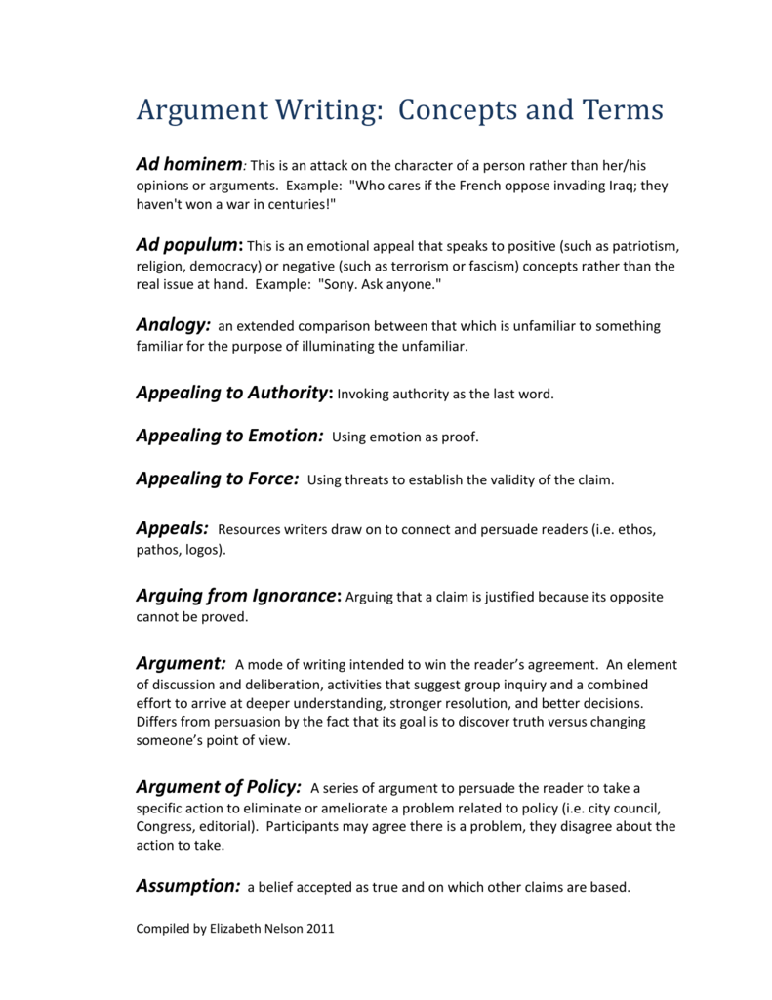 Argument Writing:  Concepts and Terms
Ad hominem: This is an attack on the character of a person rather than her/his
opinions or arguments.  Example:  "Who cares if the French oppose invading Iraq; they
haven't won a war in centuries!"
Ad populum: This is an emotional appeal that speaks to positive (such as patriotism,
religion, democracy) or negative (such as terrorism or fascism) concepts rather than the
real issue at hand.  Example:  "Sony. Ask anyone."
Analogy:  an extended comparison between that which is unfamiliar to something
familiar for the purpose of illuminating the unfamiliar.
Appealing to Authority: Invoking authority as the last word.
Appealing to Emotion:  Using emotion as proof.
Appealing to Force:  Using threats to establish the validity of the claim.
Appeals:  Resources writers draw on to connect and persuade readers (i.e. ethos,
pathos, logos).
Arguing from Ignorance: Arguing that a claim is justified because its opposite
cannot be proved.
Argument:  A mode of writing intended to win the reader’s agreement.  An element
of discussion and deliberation, activities that suggest group inquiry and a combined
effort to arrive at deeper understanding, stronger resolution, and better decisions.
Differs from persuasion by the fact that its goal is to discover truth versus changing
someone’s point of view.
Argument of Policy:  A series of argument to persuade the reader to take a
specific action to eliminate or ameliorate a problem related to policy (i.e. city council,
Congress, editorial).  Participants may agree there is a problem, they disagree about the
action to take.
Assumption:  a belief accepted as true and on which other claims are based.
Compiled by Elizabeth Nelson 2011